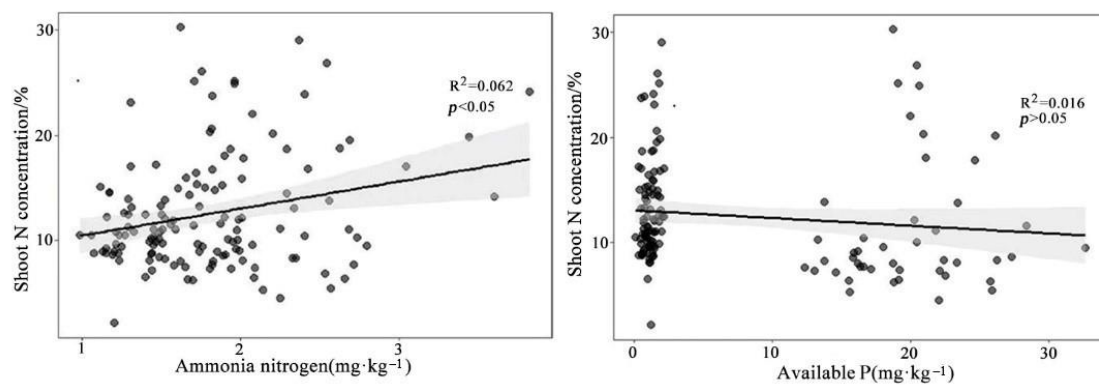 Shoot N concentration/%
30
20
10
R²=0.062
p<0.05
1
2
3
Ammonia nitrogen(mg·kg⁻¹)
Shoot N concentration/%
30
20
10
R²=0.016
p>0.05
0
10
20
30
Available P(mg·kg⁻¹)